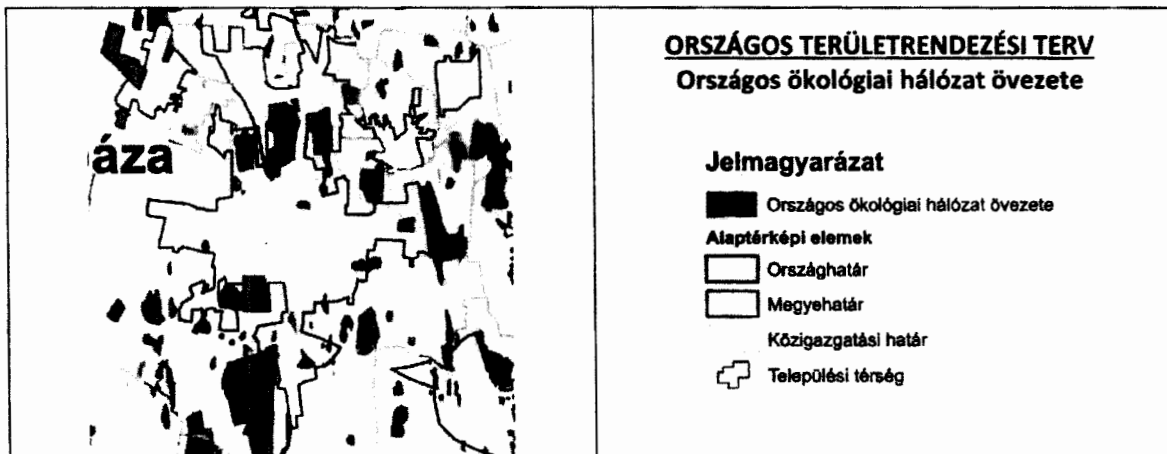 áza
ORSZÁGOS TERÜLETRENDEZÉSI TERV
Országos ökológiai hálózat övezete
Jelmagyarázat
Országos ökológiai hálózat övezete
Alaptérképi elemek
Országhatár
Megyehatár
Közigazgatási határ
Települési térség